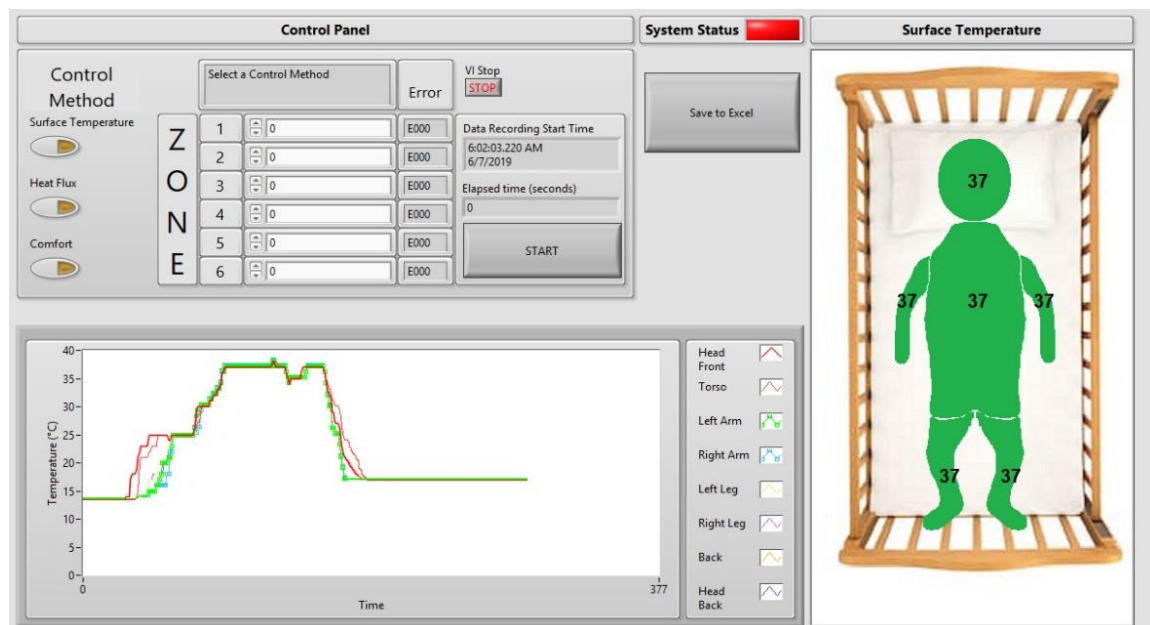 Control Panel
System Status
Surface Temperature
Control
Method
Select a Control Method
Error
VI Stop
STOP
Save to Excel
Surface Temperature
Heat Flux
Comfort
ZONE
1 0 E000
2 0 E000
3 0 E000
4 0 E000
5 0 E000
6 0 E000
Data Recording Start Time
6:02:03.220 AM
6/7/2019
Elapsed time (seconds)
0
START
37
37
37
37
37
37
Temperature (°C)
40
35
30
25
20
15
10
5
0
0
377
Time
Head
Front
Torso
Left Arm
Right Arm
Left Leg
Right Leg
Back
Head
Back